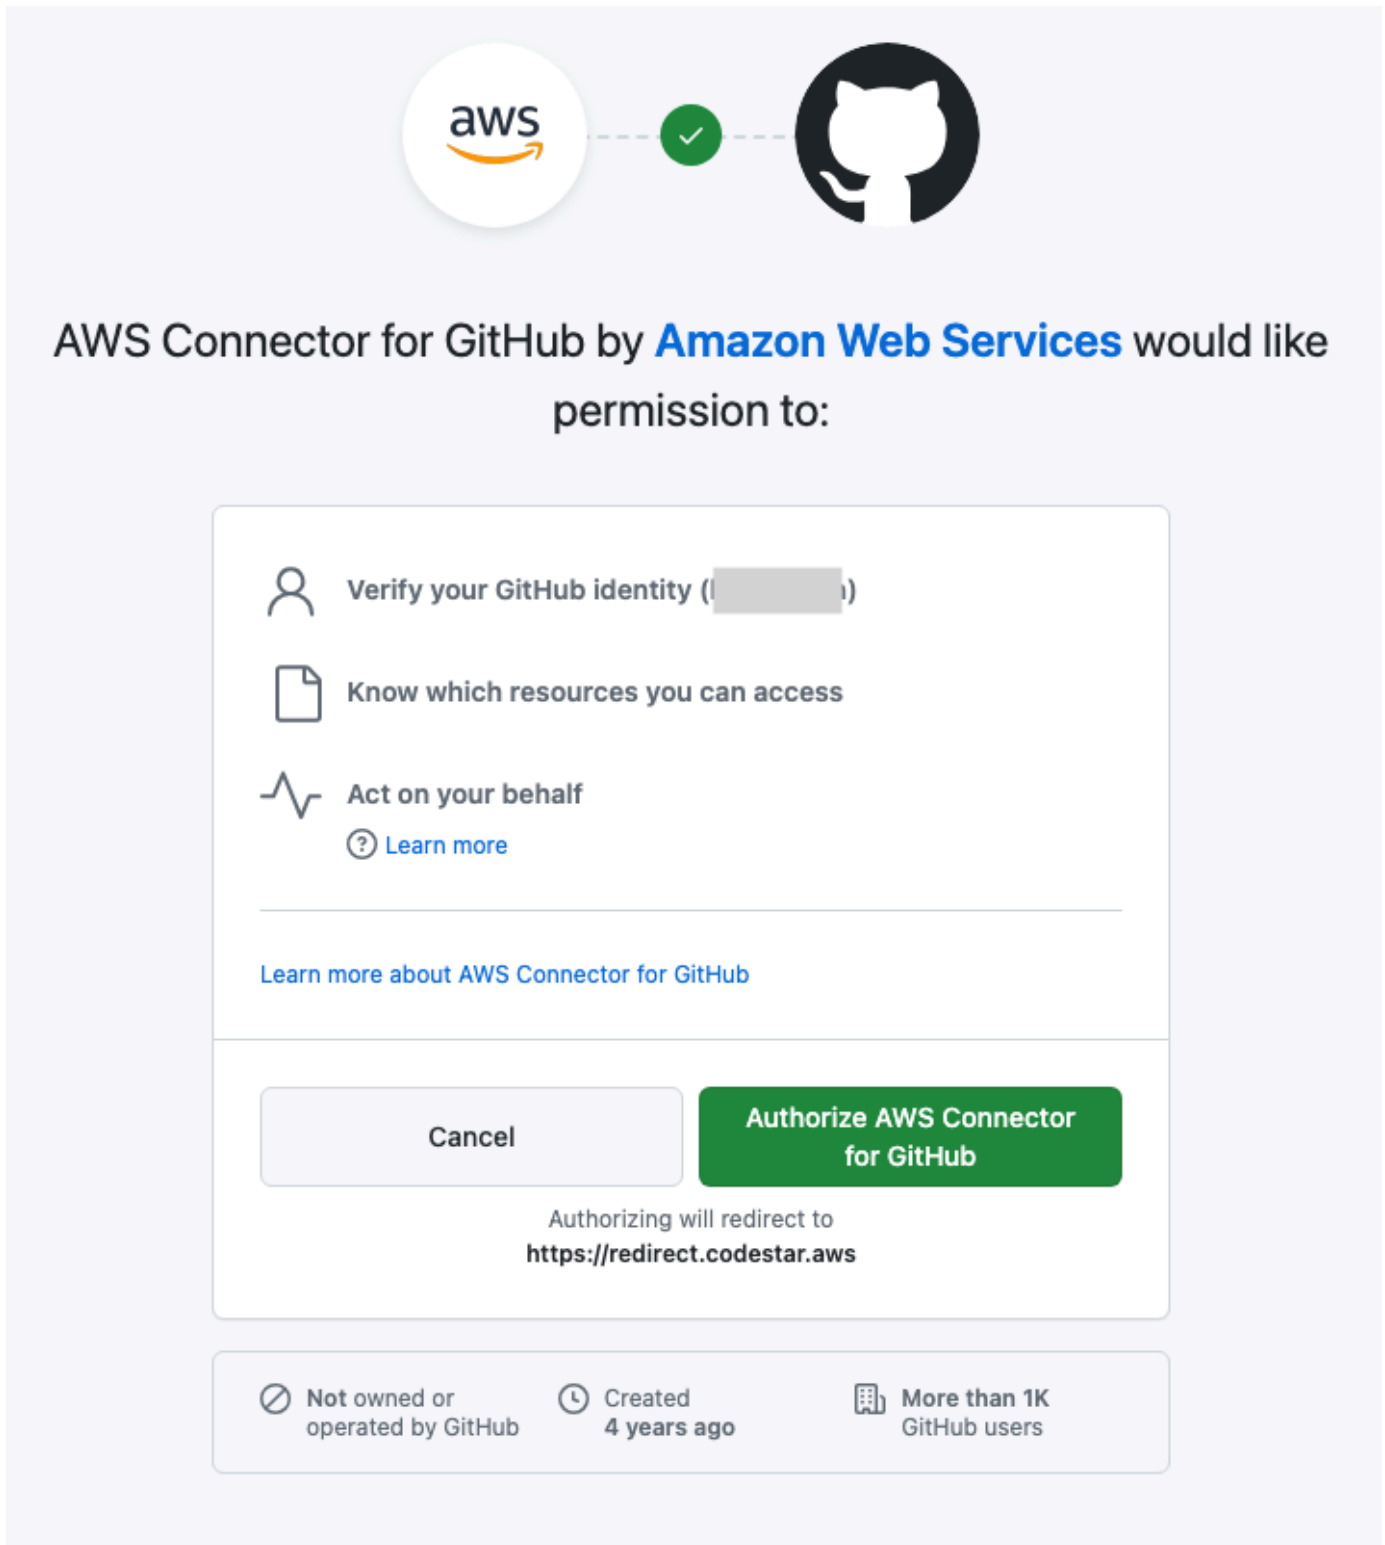 aws
AWS Connector for GitHub by Amazon Web Services would like
permission to:
Verify your GitHub identity ( )
Know which resources you can access
Act on your behalf
? Learn more
Learn more about AWS Connector for GitHub
Cancel
Authorize AWS Connector
for GitHub
Authorizing will redirect to
https://redirect.codestar.aws
Not owned or
operated by GitHub
Created
4 years ago
More than 1K
GitHub users